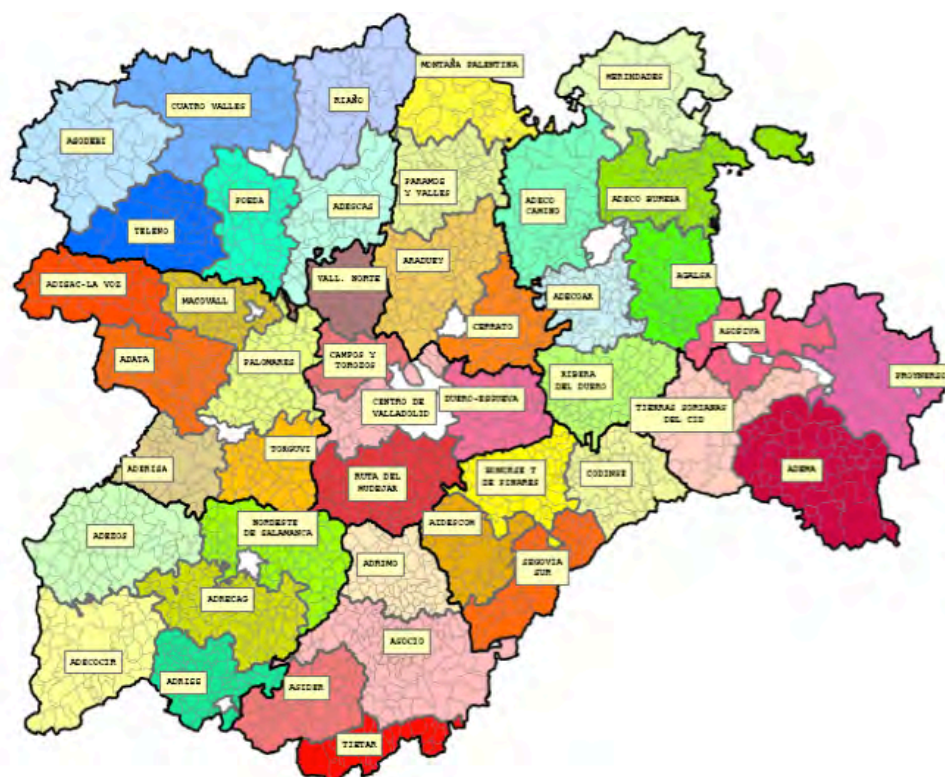 MONTAÑA PALENTINA
MERINDADES
CUATRO VALLES
RIAÑO
ASODEBI
PARAMOS
Y VALLES
ADECO
CAMINO
ADECO BUREBA
POEDA
ADESCAS
TELENO
ARADUEY
AGALSA
ADISAC-LA VOZ
VALL. NORTE
MACOVALL
ADECOAR
CERRATO
ASOPIVA
ADATA
PALOMARES
CAMPOS Y
TOROZOS
PROYNERSO
RIBERA
DEL DUERO
CENTRO DE
VALLADOLID
DUERO-ESGUEVA
TIERRAS SORIANAS
DEL CID
TORGUVI
ADERISA
RUTA DEL
MUDEJAR
HONORSE Y T
DE PINARES
CODINSE
ADEMA
NORDESTE
DE SALAMANCA
AIDESCOM
ADEZOS
ADRIMO
SEGOVIA
SUR
ADRECAG
ASOCIO
ADECOCIR
ADRISS
ASIDER
TIETAR